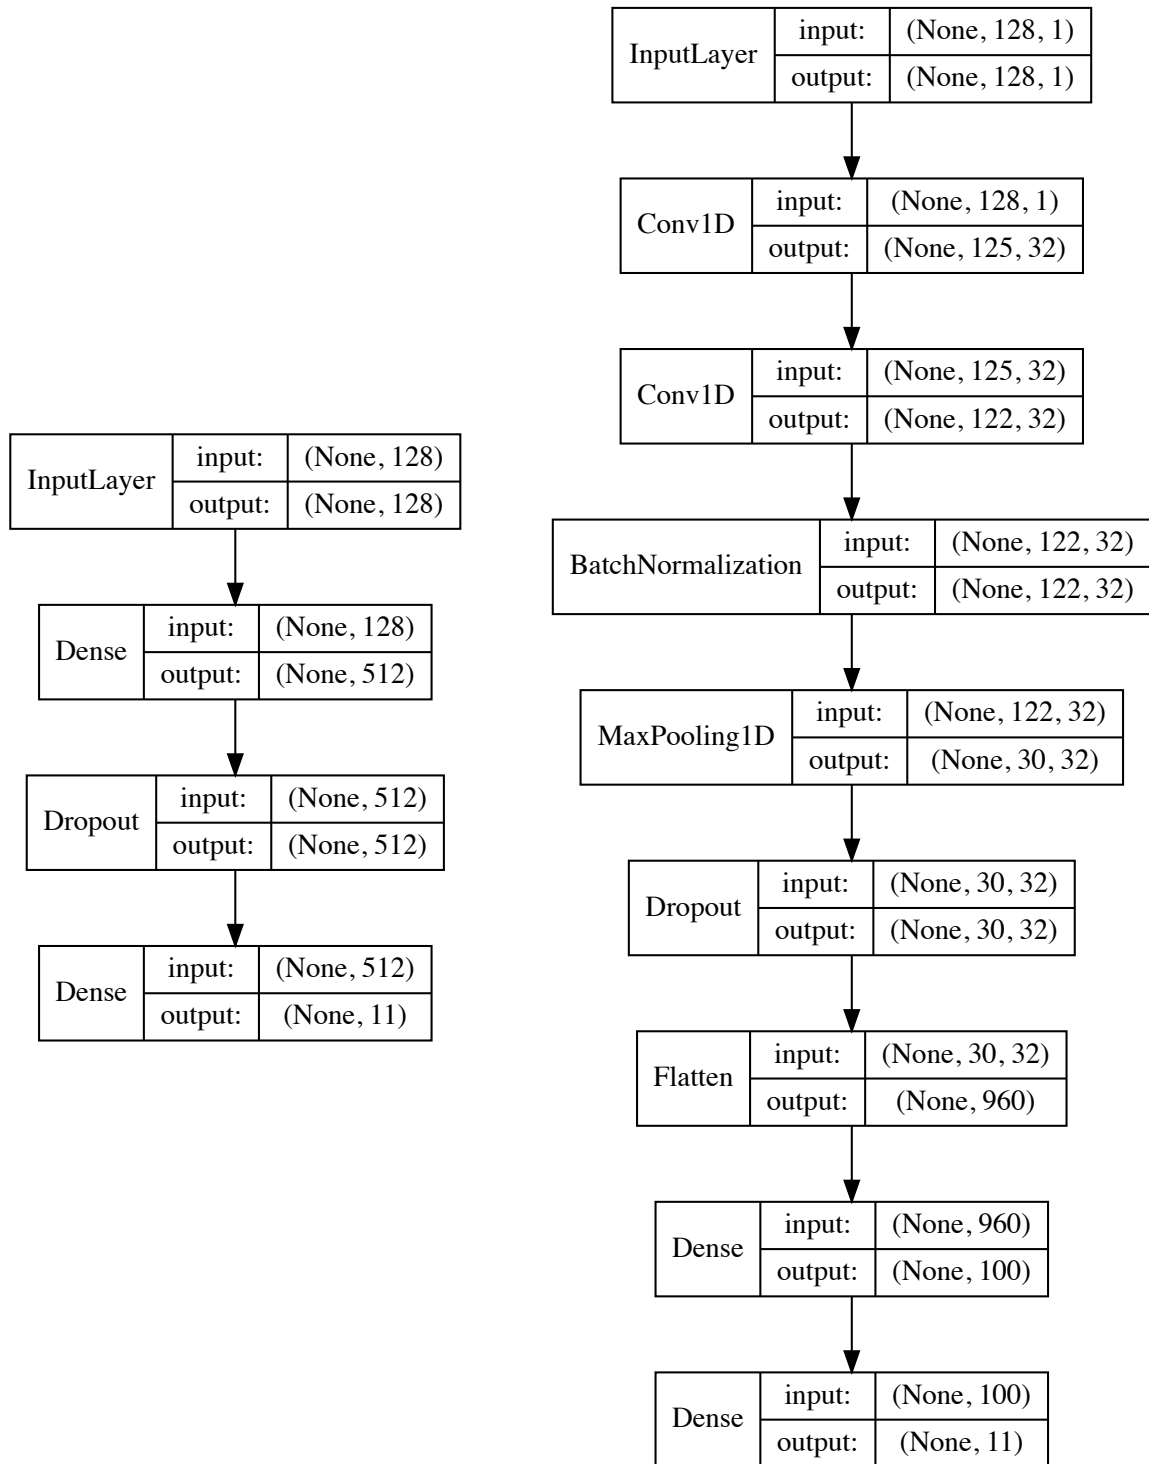 InputLayer
input: (None, 128)
output: (None, 128)
Dense
input: (None, 128)
output: (None, 512)
Dropout
input: (None, 512)
output: (None, 512)
Dense
input: (None, 512)
output: (None, 11)
InputLayer
input: (None, 128, 1)
output: (None, 128, 1)
Conv1D
input: (None, 128, 1)
output: (None, 125, 32)
Conv1D
input: (None, 125, 32)
output: (None, 122, 32)
BatchNormalization
input: (None, 122, 32)
output: (None, 122, 32)
MaxPooling1D
input: (None, 122, 32)
output: (None, 30, 32)
Dropout
input: (None, 30, 32)
output: (None, 30, 32)
Flatten
input: (None, 30, 32)
output: (None, 960)
Dense
input: (None, 960)
output: (None, 100)
Dense
input: (None, 100)
output: (None, 11)